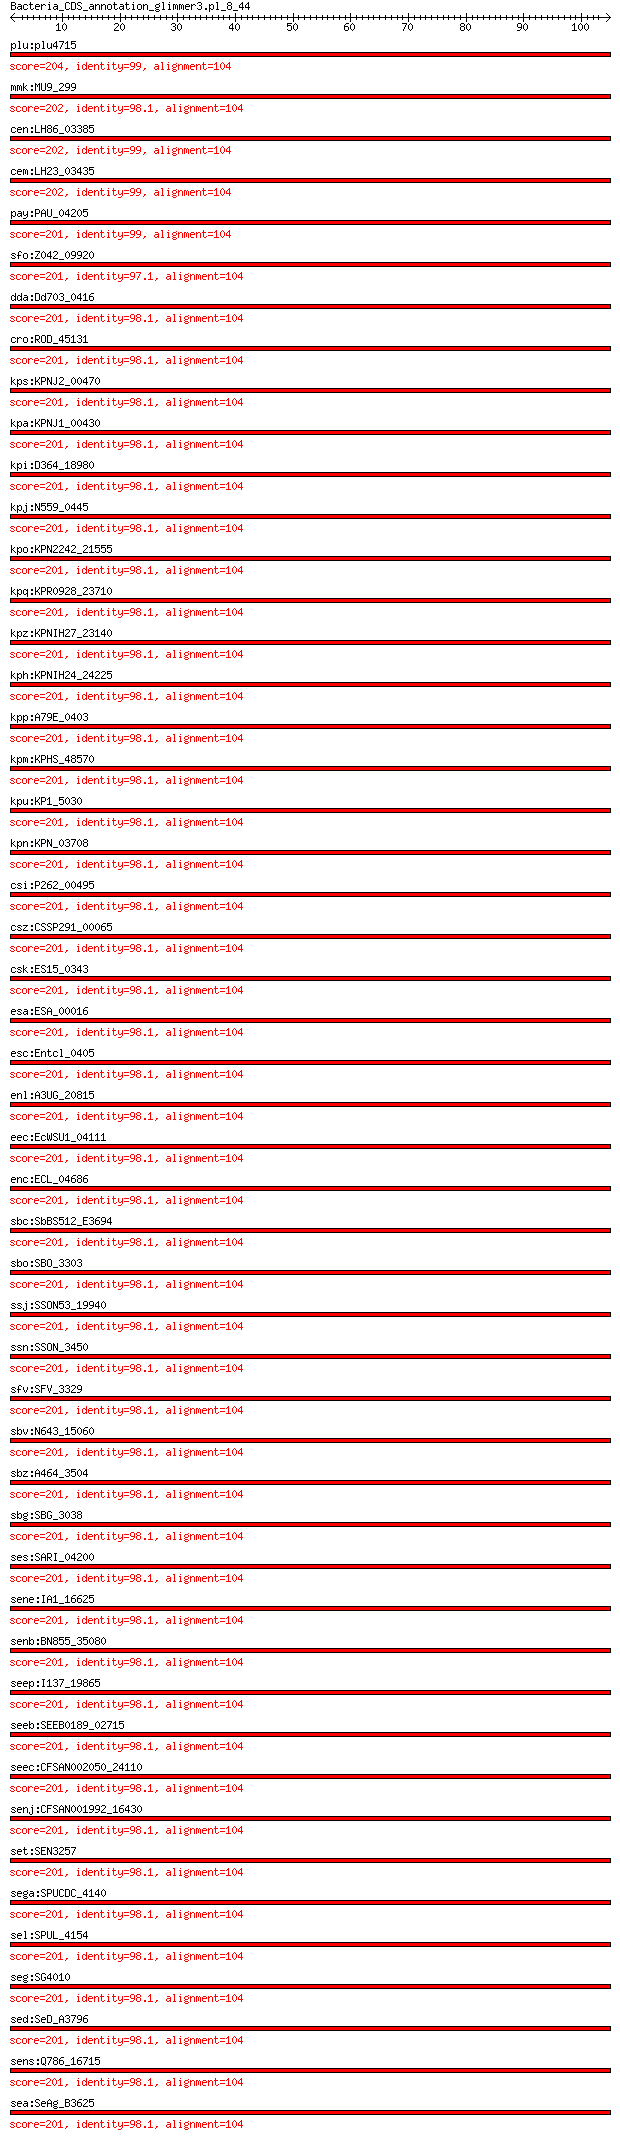 Bacteria_CDS_annotation_glimmer3.pl_8_44
10 20 30 40 50 60 70 80 90 100
plu:plu4715
score=204, identity=99, alignment=104
mmk:MU9_299
score=202, identity=98.1, alignment=104
cen:LH86_03385
score=202, identity=99, alignment=104
cem:LH23_03435
score=202, identity=99, alignment=104
pay:PAU_04205
score=201, identity=99, alignment=104
sfo:Z042_09920
score=201, identity=97.1, alignment=104
dda:Dd703_0416
score=201, identity=98.1, alignment=104
cro:ROD_45131
score=201, identity=98.1, alignment=104
kps:KPNJ2_00470
score=201, identity=98.1, alignment=104
kpa:KPNJ1_00430
score=201, identity=98.1, alignment=104
kpi:D364_18980
score=201, identity=98.1, alignment=104
kpj:N559_0445
score=201, identity=98.1, alignment=104
kpo:KPN2242_21555
score=201, identity=98.1, alignment=104
kpq:KPR0928_23710
score=201, identity=98.1, alignment=104
kpz:KPNIH27_23140
score=201, identity=98.1, alignment=104
kph:KPNIH24_24225
score=201, identity=98.1, alignment=104
kpp:A79E_0403
score=201, identity=98.1, alignment=104
kpm:KPHS_48570
score=201, identity=98.1, alignment=104
kpu:KP1_5030
score=201, identity=98.1, alignment=104
kpn:KPN_03708
score=201, identity=98.1, alignment=104
csi:P262_00495
score=201, identity=98.1, alignment=104
csz:CSSP291_00065
score=201, identity=98.1, alignment=104
csk:ES15_0343
score=201, identity=98.1, alignment=104
esa:ESA_00016
score=201, identity=98.1, alignment=104
esc:Entcl_0405
score=201, identity=98.1, alignment=104
enl:A3UG_20815
score=201, identity=98.1, alignment=104
eec:EcWSU1_04111
score=201, identity=98.1, alignment=104
enc:ECL_04686
score=201, identity=98.1, alignment=104
sbc:SbBS512_E3694
score=201, identity=98.1, alignment=104
sbo:SBO_3303
score=201, identity=98.1, alignment=104
ssj:SSON53_19940
score=201, identity=98.1, alignment=104
ssn:SSON_3450
score=201, identity=98.1, alignment=104
sfv:SFV_3329
score=201, identity=98.1, alignment=104
sbv:N643_15060
score=201, identity=98.1, alignment=104
sbz:A464_3504
score=201, identity=98.1, alignment=104
sbg:SBG_3038
score=201, identity=98.1, alignment=104
ses:SARI_04200
score=201, identity=98.1, alignment=104
sene:IA1_16625
score=201, identity=98.1, alignment=104
senb:BN855_35080
score=201, identity=98.1, alignment=104
seep:I137_19865
score=201, identity=98.1, alignment=104
seeb:SEEB0189_02715
score=201, identity=98.1, alignment=104
seec:CFSAN002050_24110
score=201, identity=98.1, alignment=104
senj:CFSAN001992_16430
score=201, identity=98.1, alignment=104
set:SEN3257
score=201, identity=98.1, alignment=104
sega:SPUCDC_4140
score=201, identity=98.1, alignment=104
sel:SPUL_4154
score=201, identity=98.1, alignment=104
seg:SG4010
score=201, identity=98.1, alignment=104
sed:SeD_A3796
score=201, identity=98.1, alignment=104
sens:Q786_16715
score=201, identity=98.1, alignment=104
sea:SeAg_B3625
score=201, identity=98.1, alignment=104